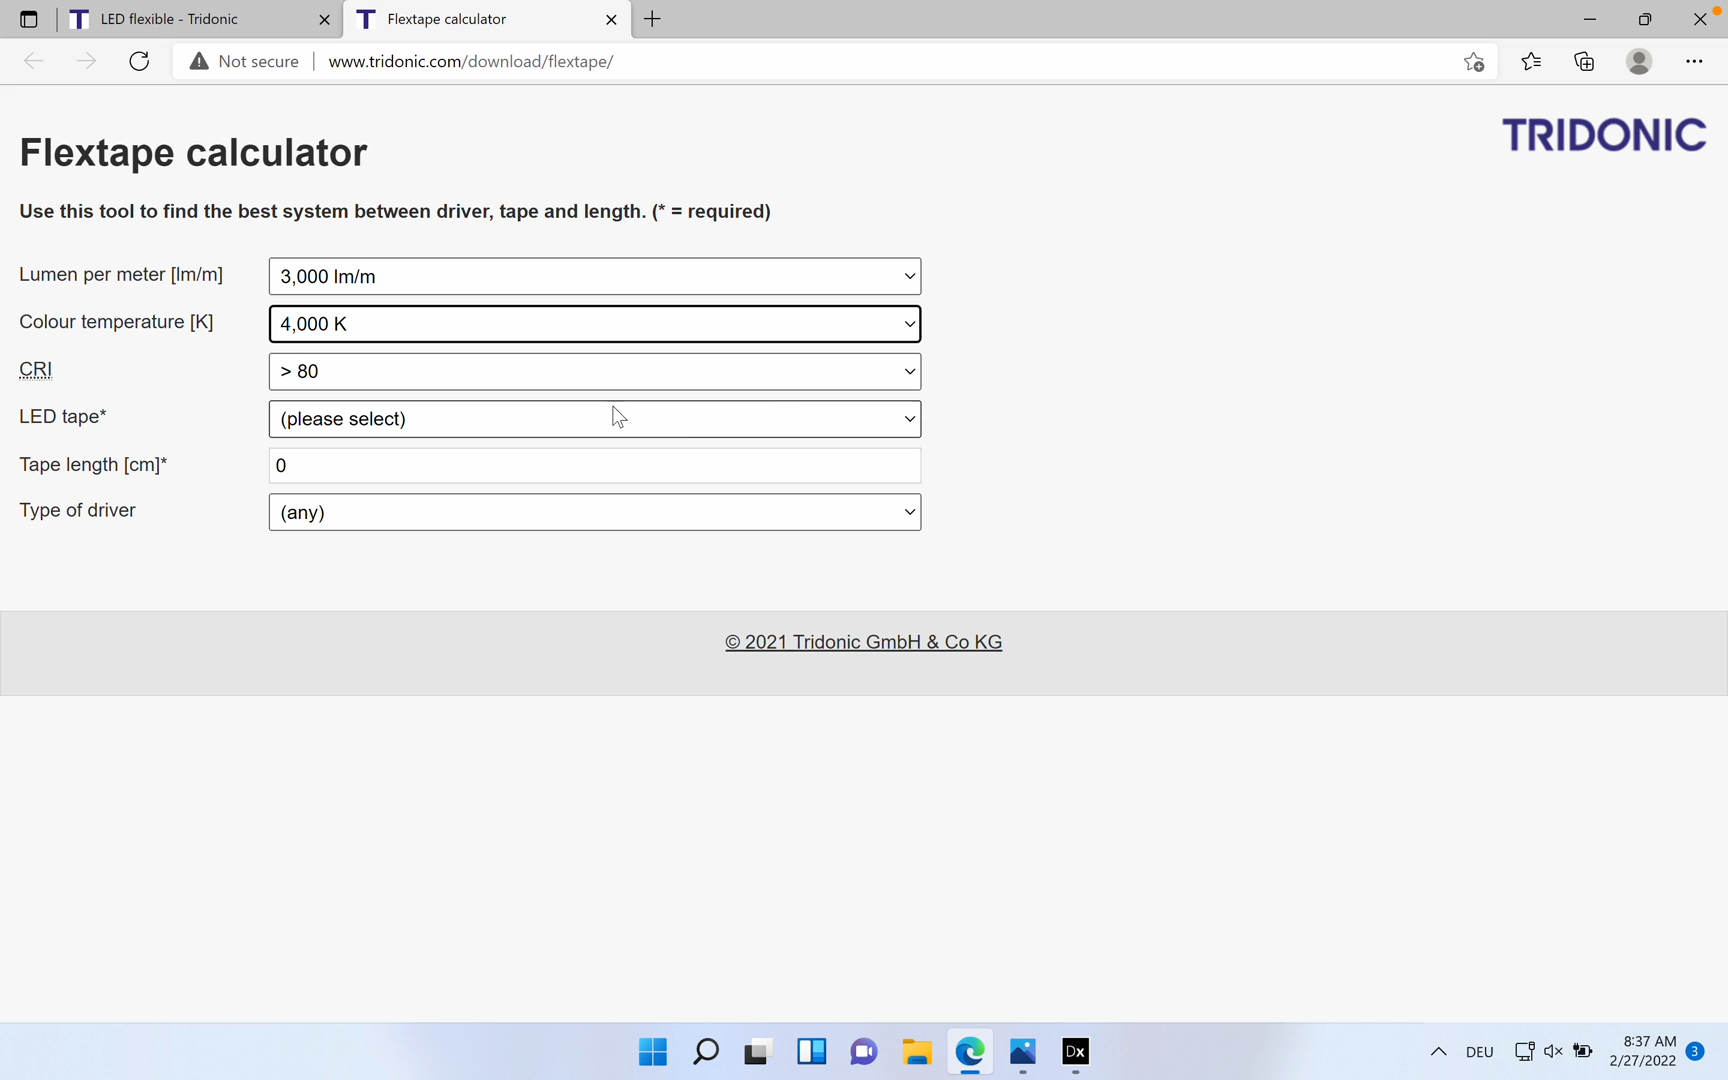 LED flexible - Tridonic
Flextape calculator
Not secure
www.tridonic.com/download/flextape/
TRIDONIC
Flextape calculator
Use this tool to find the best system between driver, tape and length. (* = required)
Lumen per meter [lm/m]
3,000 lm/m
Colour temperature [K]
4,000 K
CRI
> 80
LED tape*
(please select)
Tape length [cm]*
0
Type of driver
(any)
© 2021 Tridonic GmbH & Co KG
Dx
DEU
8:37 AM
2/27/2022
3